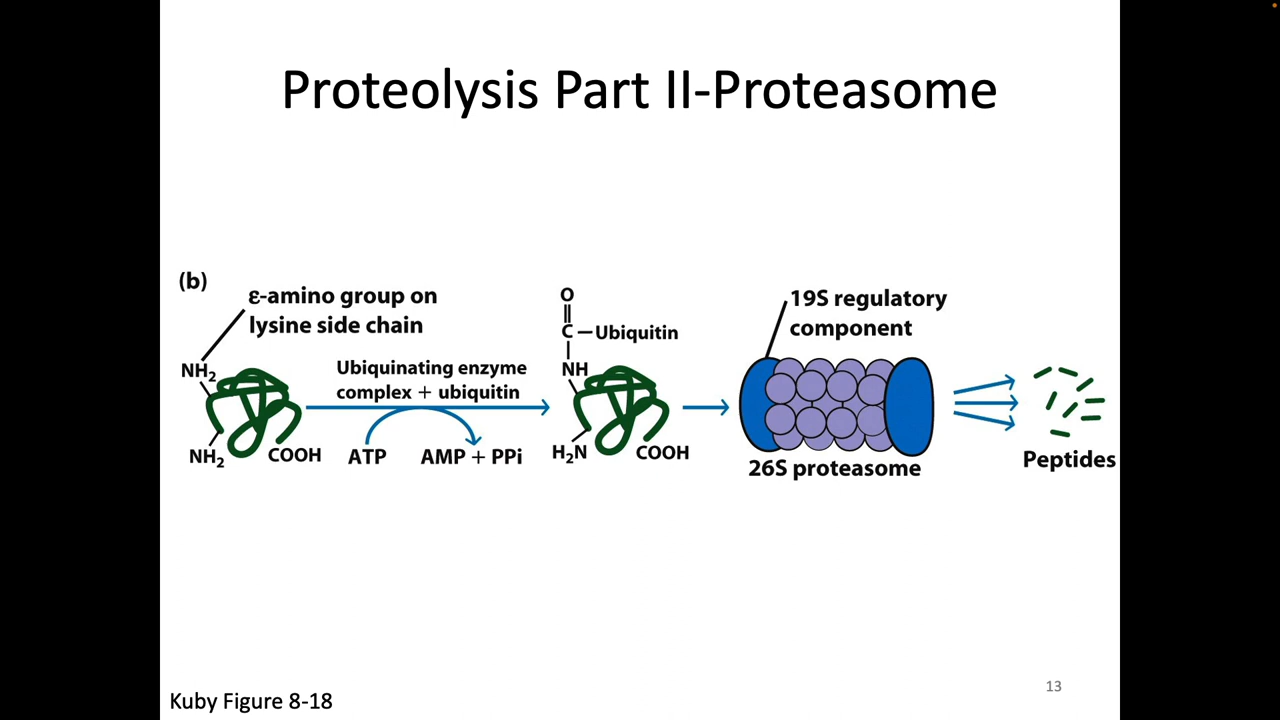 Proteolysis Part II-Proteasome
(b)
ε-amino group on
lysine side chain
NH2
NH2
COOH
Ubiquinating enzyme
complex + ubiquitin
ATP
AMP + PPi
O
C
Ubiquitin
NH
H2N
COOH
19S regulatory
component
26S proteasome
Peptides
Kuby Figure 8-18
13